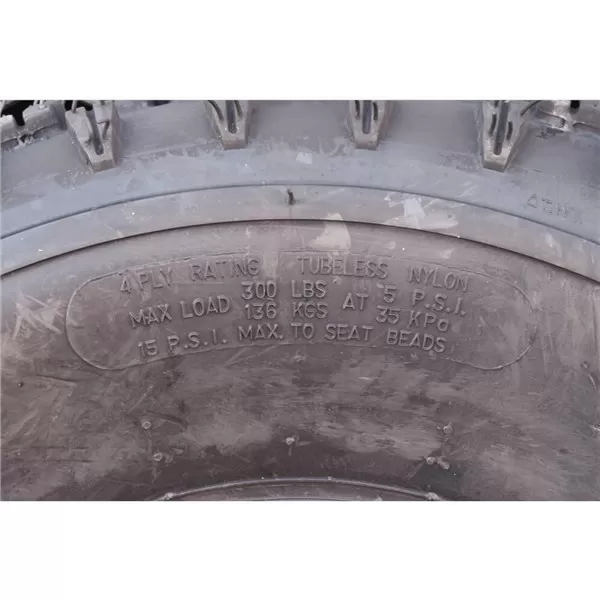 4 PLY RATING TUBELESS NYLON
MAX LOAD 300 LBS AT 5 P.S.I.
136 KGS 35 KPa
15 P.S.I. MAX. TO SEAT BEADS